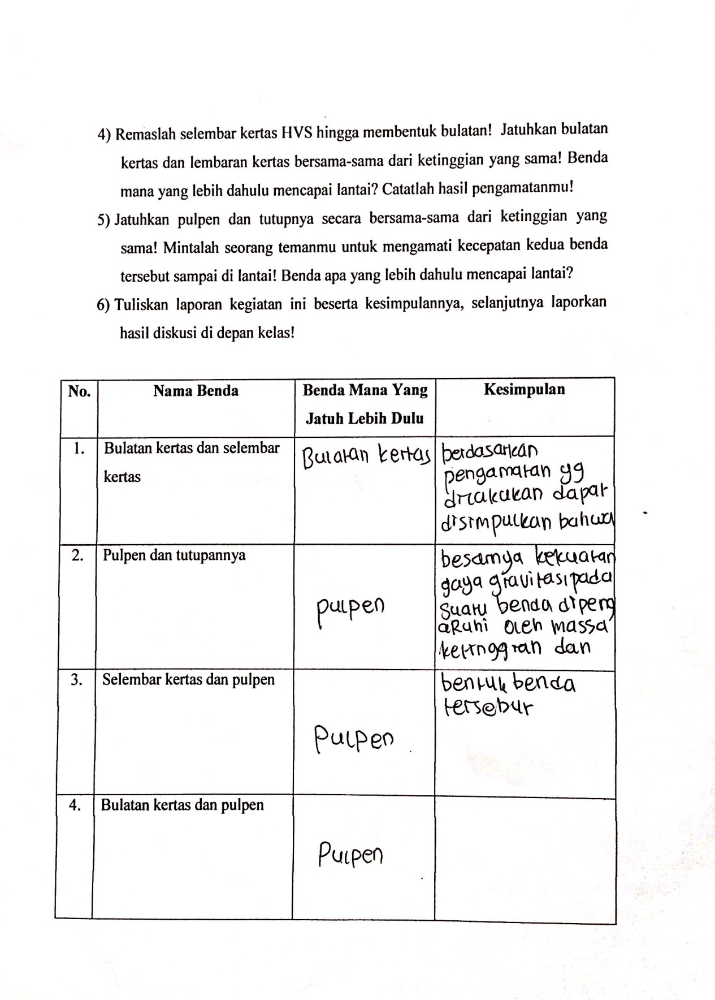 4) Remaslah selembar kertas HVS hingga membentuk bulatan! Jatuhkan bulatan
kertas dan lembaran kertas bersama-sama dari ketinggian yang sama! Benda
mana yang lebih dahulu mencapai lantai? Catatlah hasil pengamatanmu!
5) Jatuhkan pulpen dan tutupnya secara bersama-sama dari ketinggian yang
sama! Mintalah seorang temanmu untuk mengamati kecepatan kedua benda
tersebut sampai di lantai! Benda apa yang lebih dahulu mencapai lantai?
6) Tuliskan laporan kegiatan ini beserta kesimpulannya, selanjutnya laporkan
hasil diskusi di depan kelas!
No. Nama Benda Benda Mana Yang Kesimpulan
Jatuh Lebih Dulu
1. Bulatan kertas dan selembar Bulatan kertas berdasarkan
kertas pengamatan yg
dilakukan dapat
disimpulkan bahwa
2. Pulpen dan tutupannya besarnya kekuatan
gaya gravitasi pada
pulpen suatu benda dipeng
aRuhi oleh massa
ketinggian dan
3. Selembar kertas dan pulpen bentuk benda
tersebut
Pulpen
4. Bulatan kertas dan pulpen
Pulpen